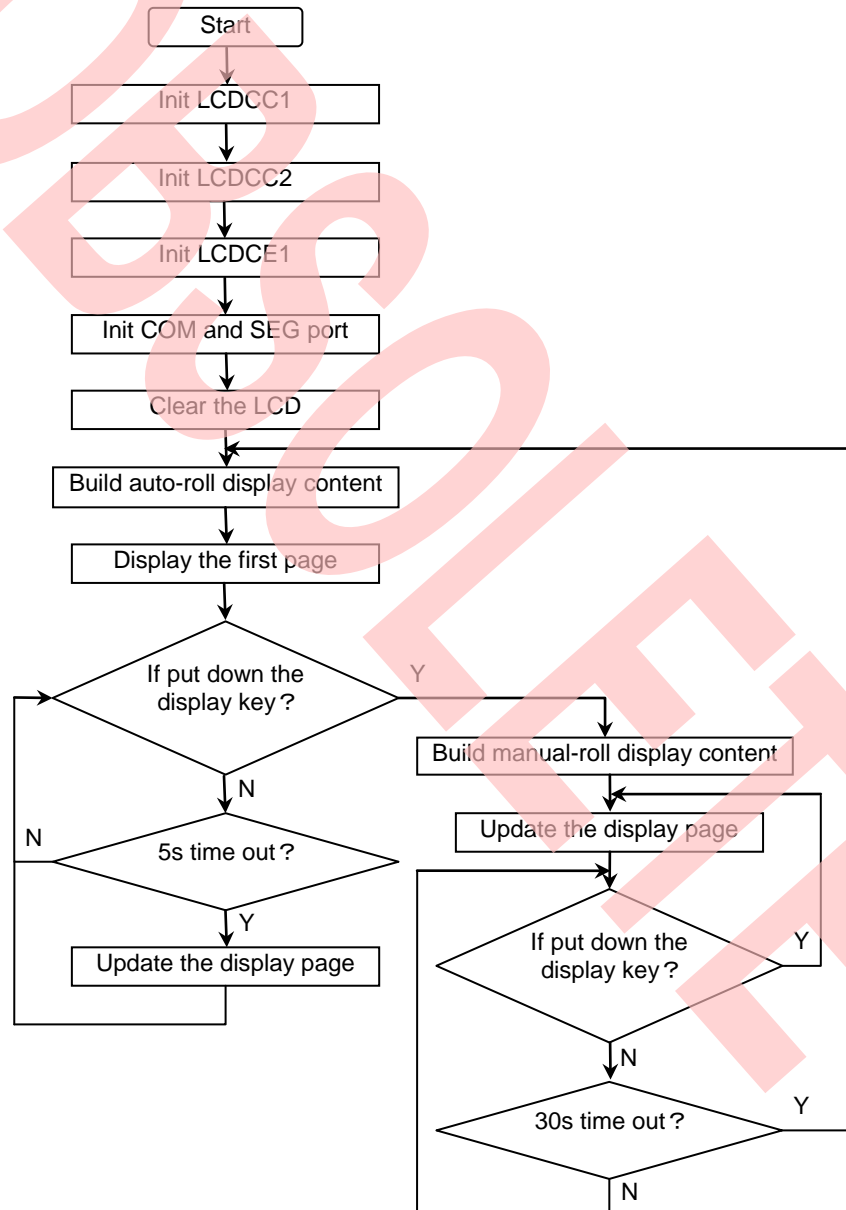 Start
Init LCDCC1
Init LCDCC2
Init LCDCE1
Init COM and SEG port
Clear the LCD
Build auto-roll display content
Display the first page
If put down the
display key？
Y
N
5s time out？
N
Y
Update the display page
Build manual-roll display content
Update the display page
If put down the
display key？
Y
N
30s time out？
Y
N
OBSOLETE